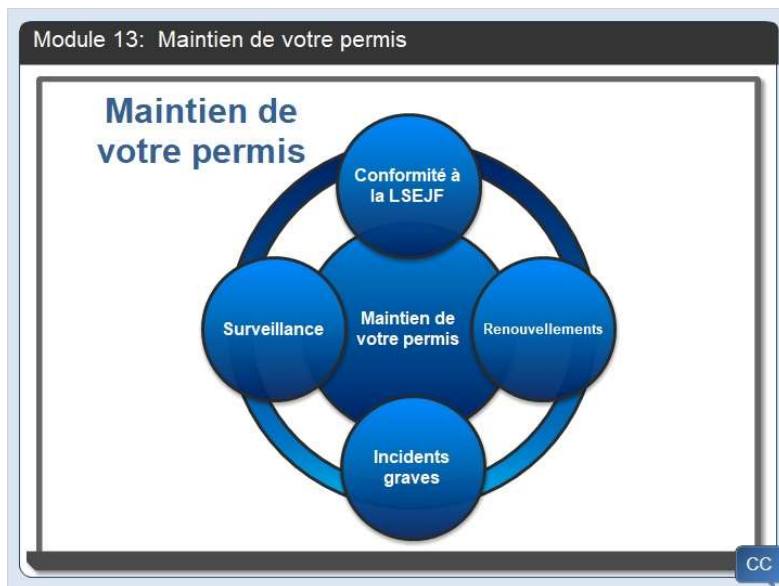 Module 13: Maintien de votre permis
Maintien de
votre permis
Conformité à
la LSEJF
Surveillance
Maintien de
votre permis
Renouvellements
Incidents
graves
CC